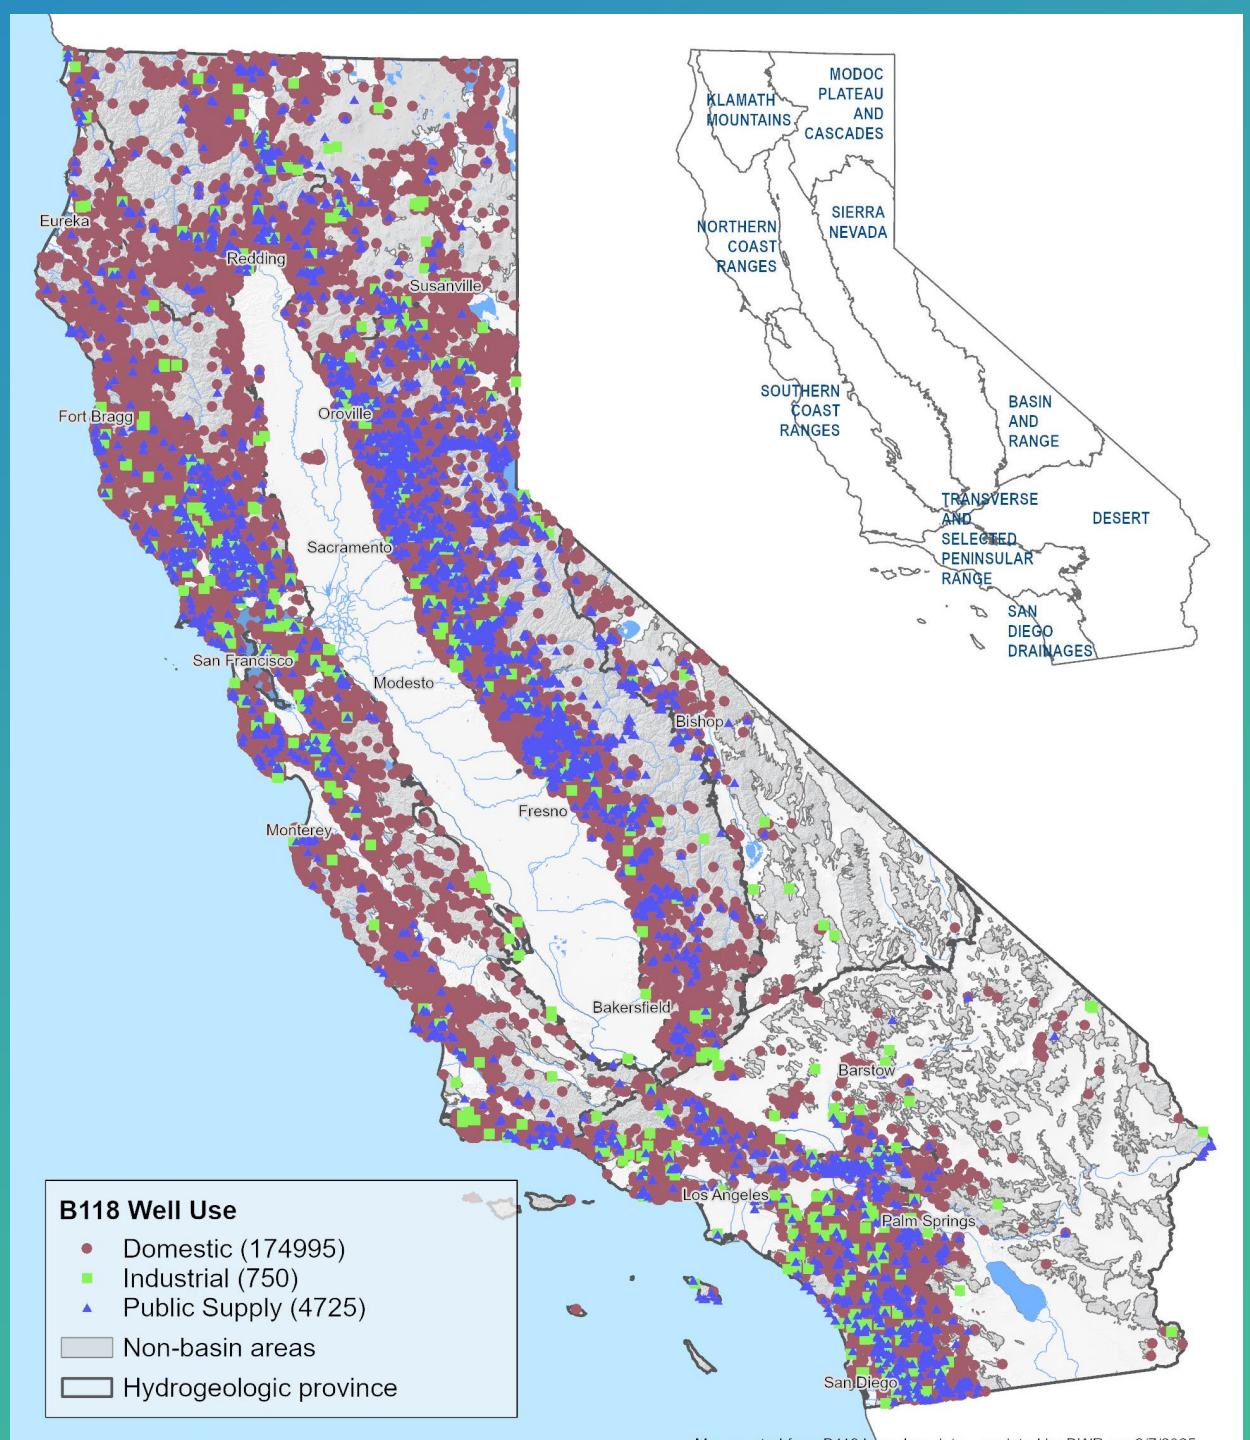 KLAMATH
MOUNTAINS
MODOC
PLATEAU
AND
CASCADES
NORTHERN
COAST
RANGES
SIERRA
NEVADA
SOUTHERN
COAST
RANGES
BASIN
AND
RANGE
TRANSVERSE
AND
SELECTED
PENINSULAR
RANGE
DESERT
SAN
DIEGO
DRAINAGES
Eureka
Redding
Susanville
Fort Bragg
Oroville
Sacramento
San Francisco
Modesto
Bishop
Fresno
Monterey
Bakersfield
Barstow
Los Angeles
Palm Springs
San Diego
B118 Well Use
Domestic (174995)
Industrial (750)
Public Supply (4725)
Non-basin areas
Hydrogeologic province